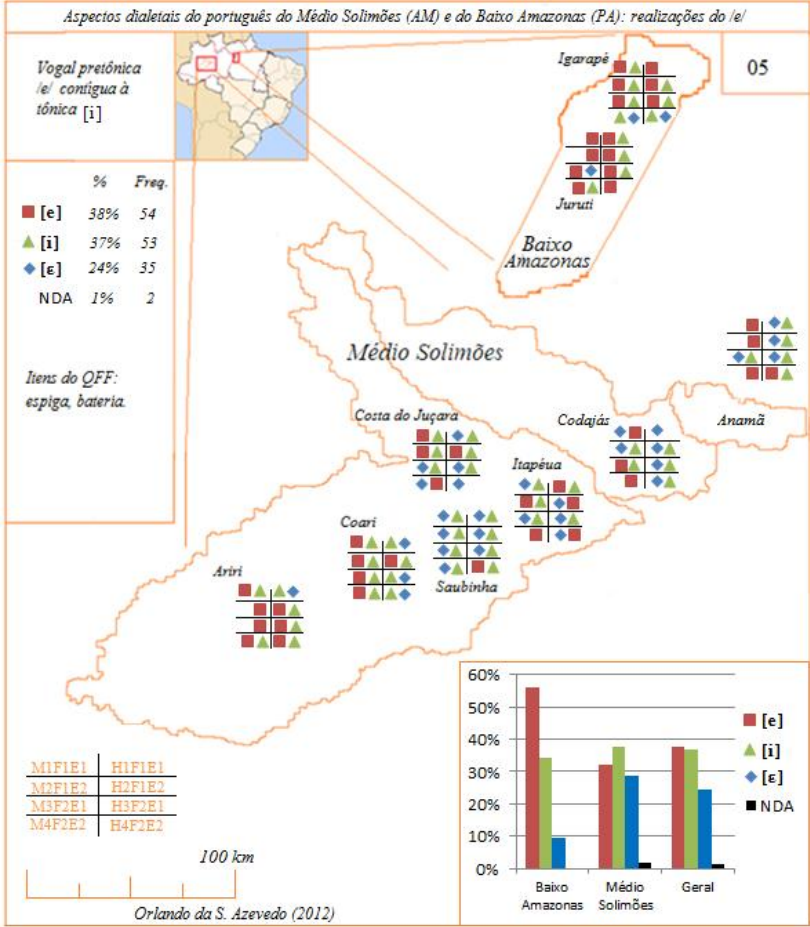 Aspectos dialetais do português do Médio Solimões (AM) e do Baixo Amazonas (PA): realizações do /e/
Vogal pretônica
/e/ contígua à
tônica [i]
05
% Freq.
[e] 38% 54
[i] 37% 53
[ɛ] 24% 35
NDA 1% 2
Itens do QFF:
espiga, bateria.
Igarapé
Juruti
Baixo
Amazonas
Médio Solimões
Costa do Juçara
Codajás
Anamã
Itapéua
Coari
Saubinha
Ariri
M1F1E1 H1F1E1
M2F1E2 H2F1E2
M3F2E1 H3F2E1
M4F2E2 H4F2E2
100 km
Orlando da S. Azevedo (2012)
60%
50%
40%
30%
20%
10%
0%
Baixo
Amazonas
Médio
Solimões
Geral
[e]
[i]
[ɛ]
NDA